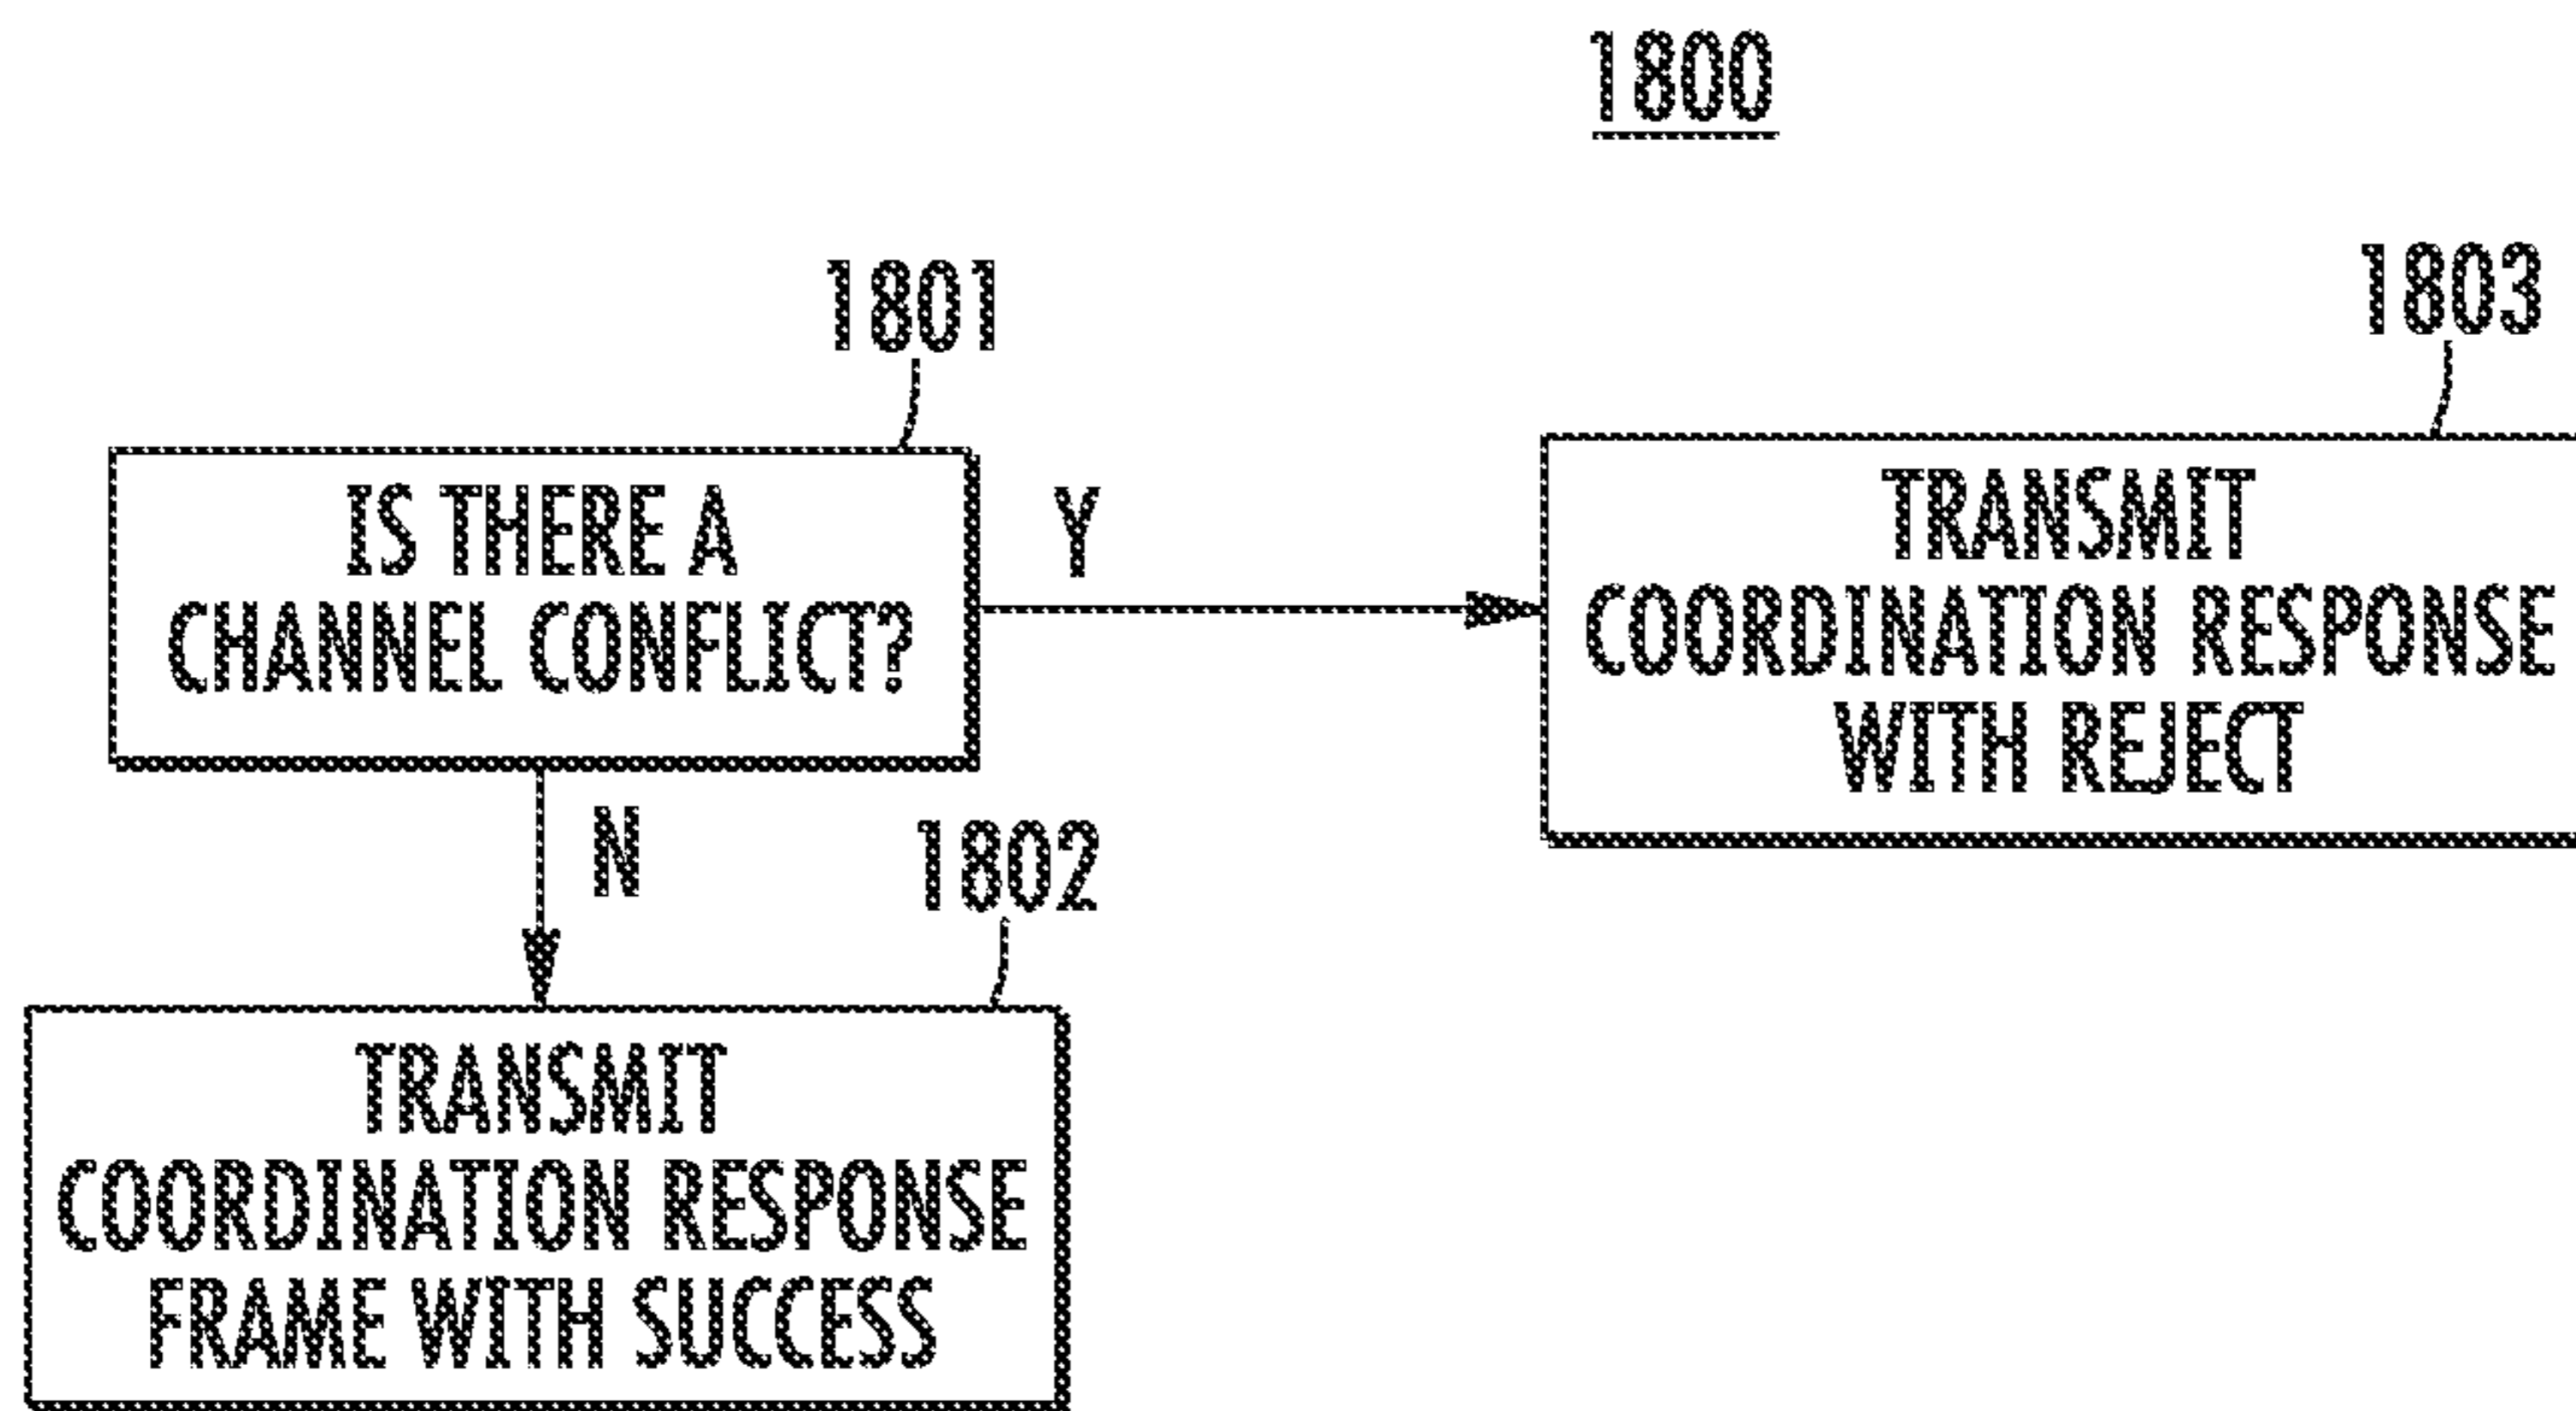 1800
1801
IS THERE A
CHANNEL CONFLICT?
Y
1803
TRANSMIT
COORDINATION RESPONSE
WITH REJECT
N
1802
TRANSMIT
COORDINATION RESPONSE
FRAME WITH SUCCESS